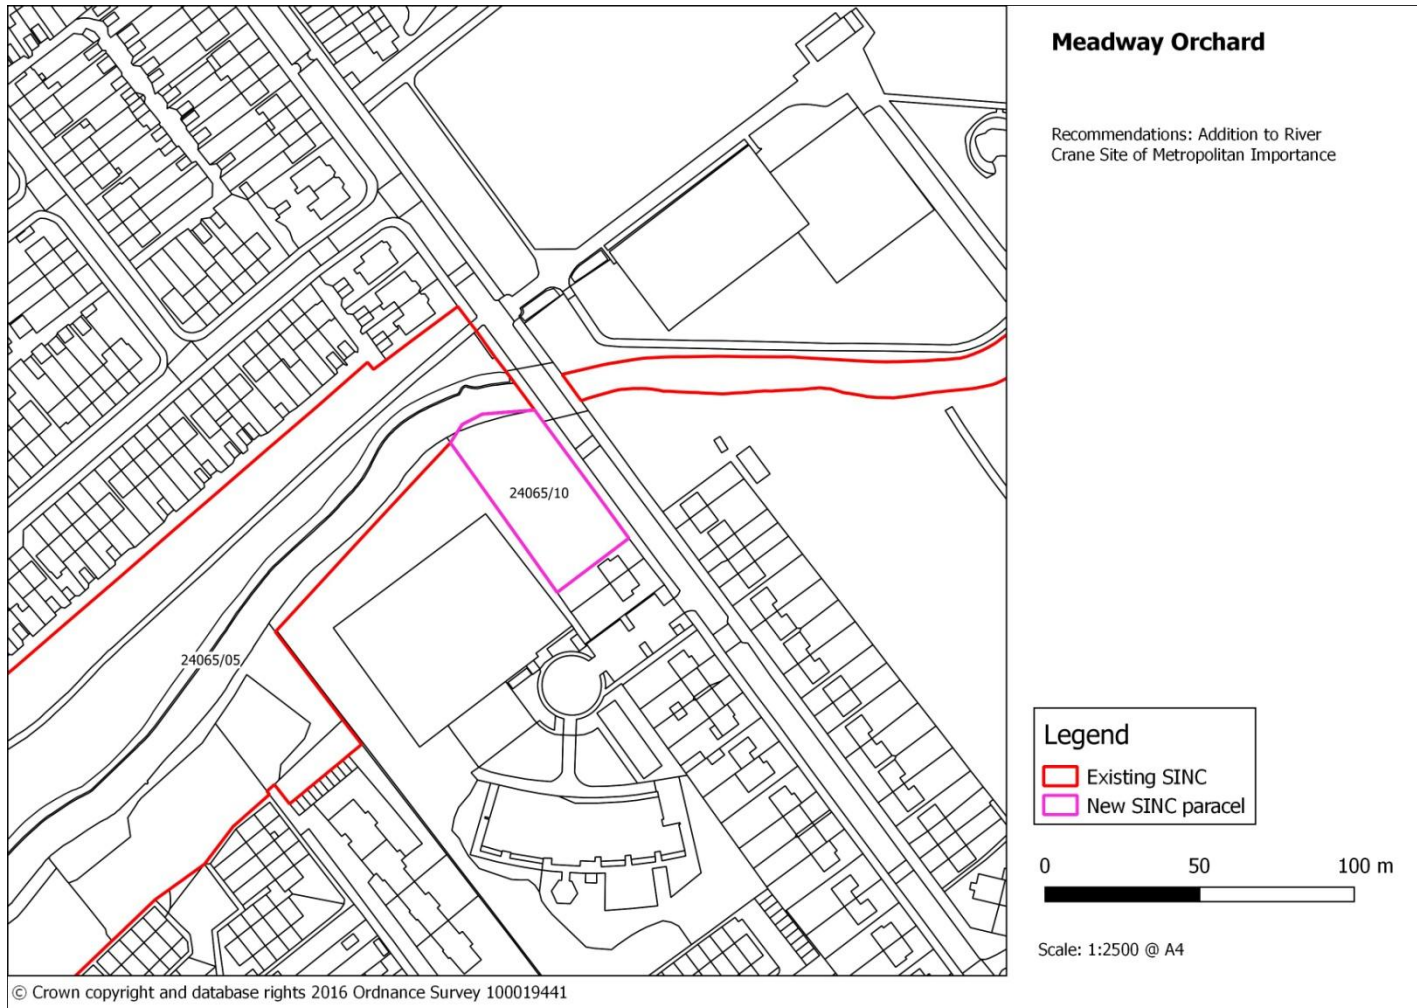 Meadway Orchard
Recommendations: Addition to River
Crane Site of Metropolitan Importance
24065/10
24065/05
Legend
Existing SINC
New SINC paracel
0 50 100 m
Scale: 1:2500 @ A4
© Crown copyright and database rights 2016 Ordnance Survey 100019441